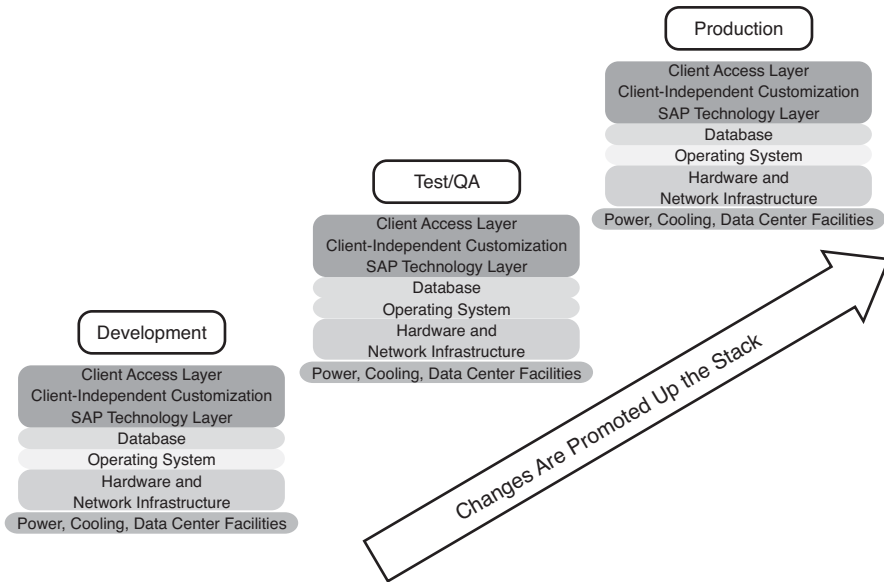 Production
Client Access Layer
Client-Independent Customization
SAP Technology Layer
Database
Operating System
Hardware and
Network Infrastructure
Power, Cooling, Data Center Facilities
Test/QA
Client Access Layer
Client-Independent Customization
SAP Technology Layer
Database
Operating System
Hardware and
Network Infrastructure
Power, Cooling, Data Center Facilities
Development
Client Access Layer
Client-Independent Customization
SAP Technology Layer
Database
Operating System
Hardware and
Network Infrastructure
Power, Cooling, Data Center Facilities
Changes Are Promoted Up the Stack